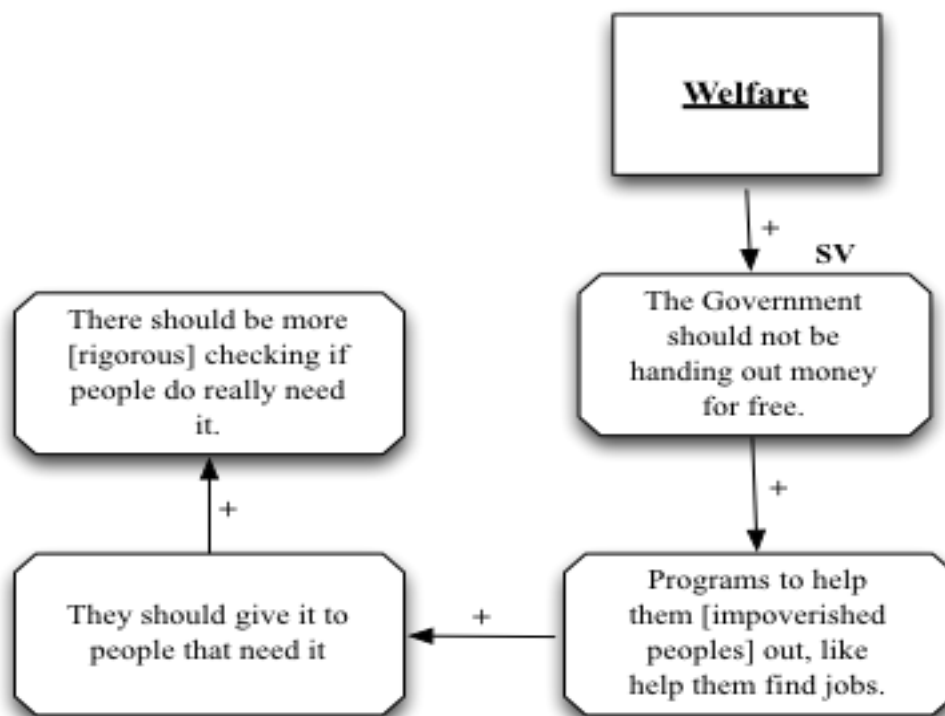 Welfare
+
SV
The Government
should not be
handing out money
for free.
+
Programs to help
them [impoverished
peoples] out, like
help them find jobs.
+
They should give it to
people that need it
+
There should be more
[rigorous] checking if
people do really need
it.